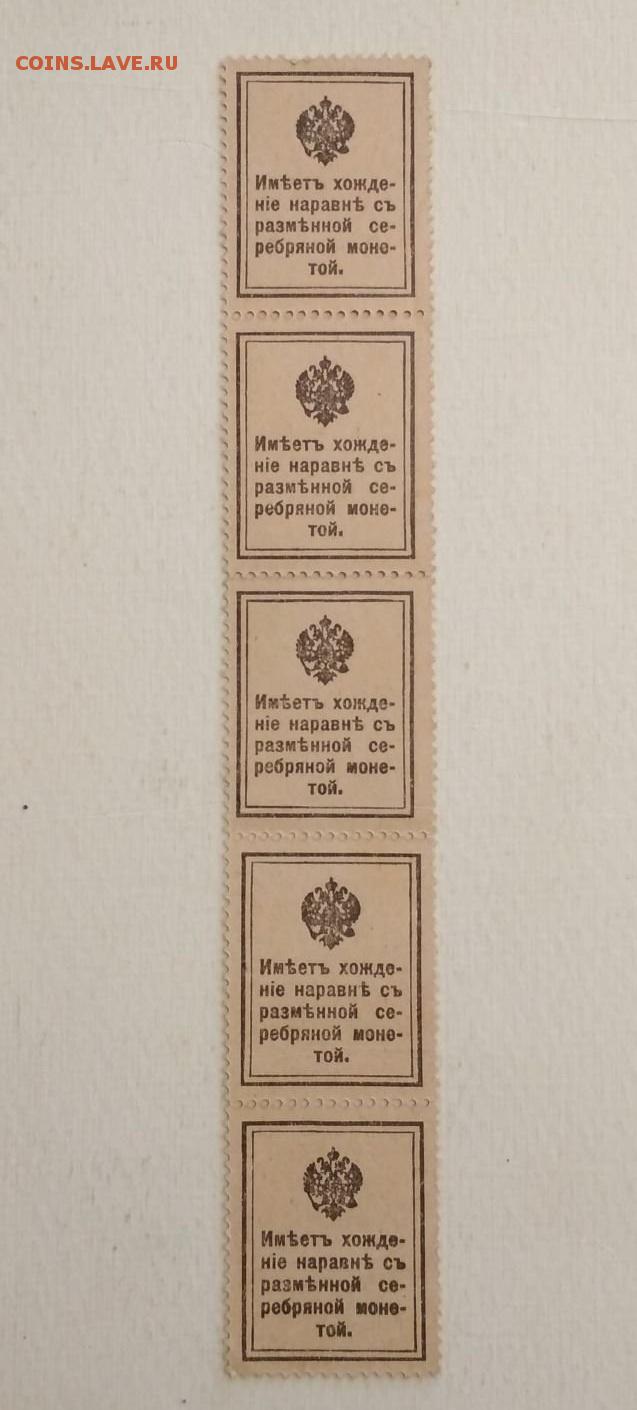 COINS.LAVE.RU
Имѣетъ хожде-
ніе наравнѣ съ
размѣнной се-
ребряной моне-
той.
Имѣетъ хожде-
ніе наравнѣ съ
размѣнной се-
ребряной моне-
той.
Имѣетъ хожде-
ніе наравнѣ съ
размѣнной се-
ребряной моне-
той.
Имѣетъ хожде-
ніе наравнѣ съ
размѣнной се-
ребряной моне-
той.
Имѣетъ хожде-
ніе наравнѣ съ
размѣнной се-
ребряной моне-
той.